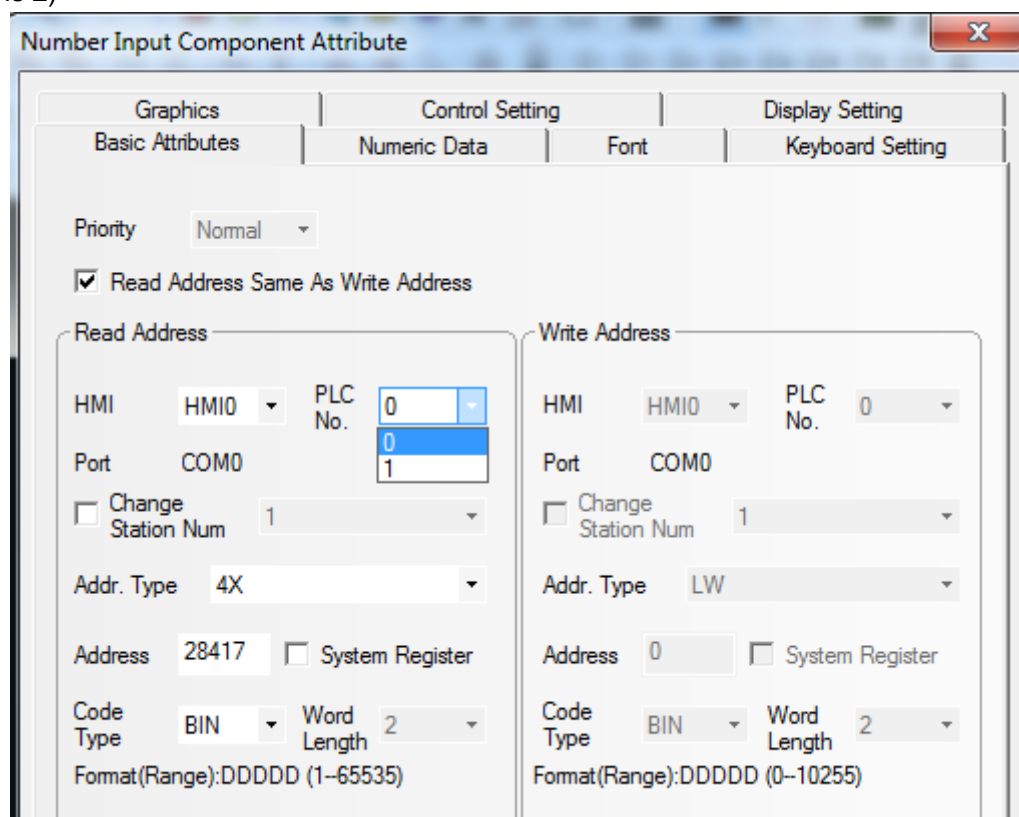 Number Input Component Attribute
Graphics Control Setting Display Setting
Basic Attributes Numeric Data Font Keyboard Setting
Priority Normal
Read Address Same As Write Address
Read Address
HMI HMI0 PLC No. 0
0
1
Port COM0
Change Station Num 1
Addr. Type 4X
Address 28417 System Register
Code Type BIN Word Length 2
Format(Range):DDDDD (1--65535)
Write Address
HMI HMI0 PLC No. 0
Port COM0
Change Station Num 1
Addr. Type LW
Address 0 System Register
Code Type BIN Word Length 2
Format(Range):DDDDD (0--10255)